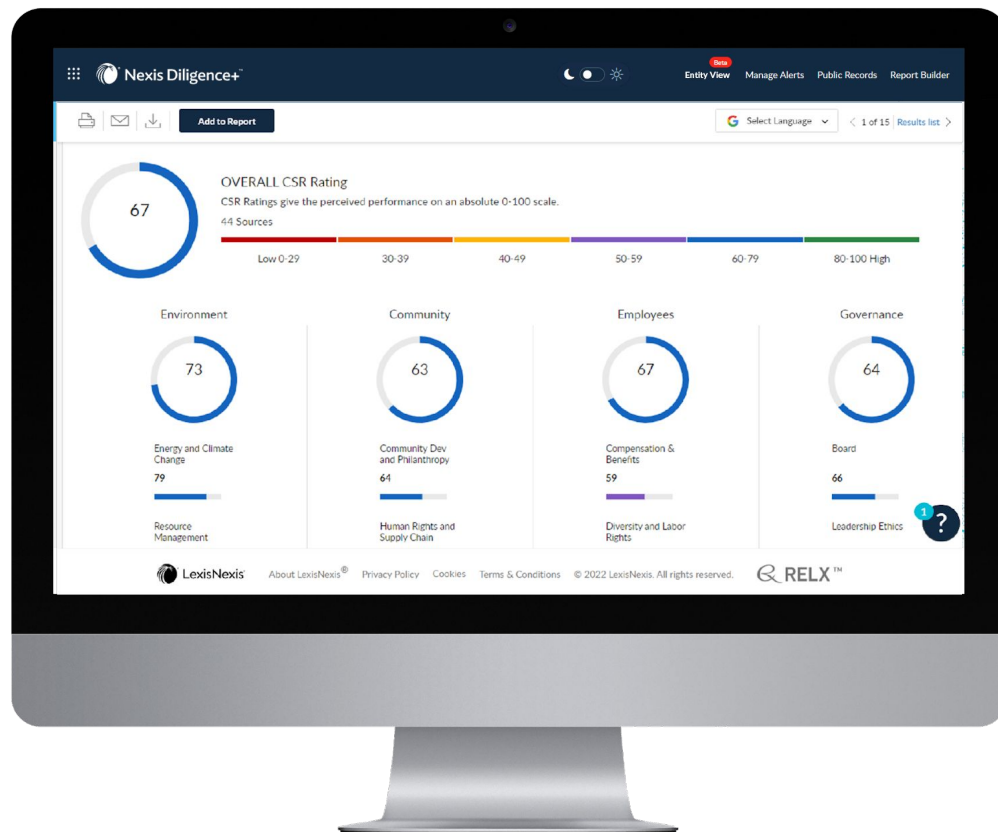 Nexis Diligence+™
Beta
Entity View Manage Alerts Public Records Report Builder
Add to Report
G Select Language
1 of 15 Results list
67
OVERALL CSR Rating
CSR Ratings give the perceived performance on an absolute 0-100 scale.
44 Sources
Low 0-29 30-39 40-49 50-59 60-79 80-100 High
Environment Community Employees Governance
73 63 67 64
Energy and Climate
Change
79
Community Dev
and Philanthropy
64
Compensation &
Benefits
59
Board
66
Resource
Management
Human Rights and
Supply Chain
Diversity and Labor
Rights
Leadership Ethics
1
?
LexisNexis® About LexisNexis® Privacy Policy Cookies Terms & Conditions © 2022 LexisNexis. All rights reserved. RELX™